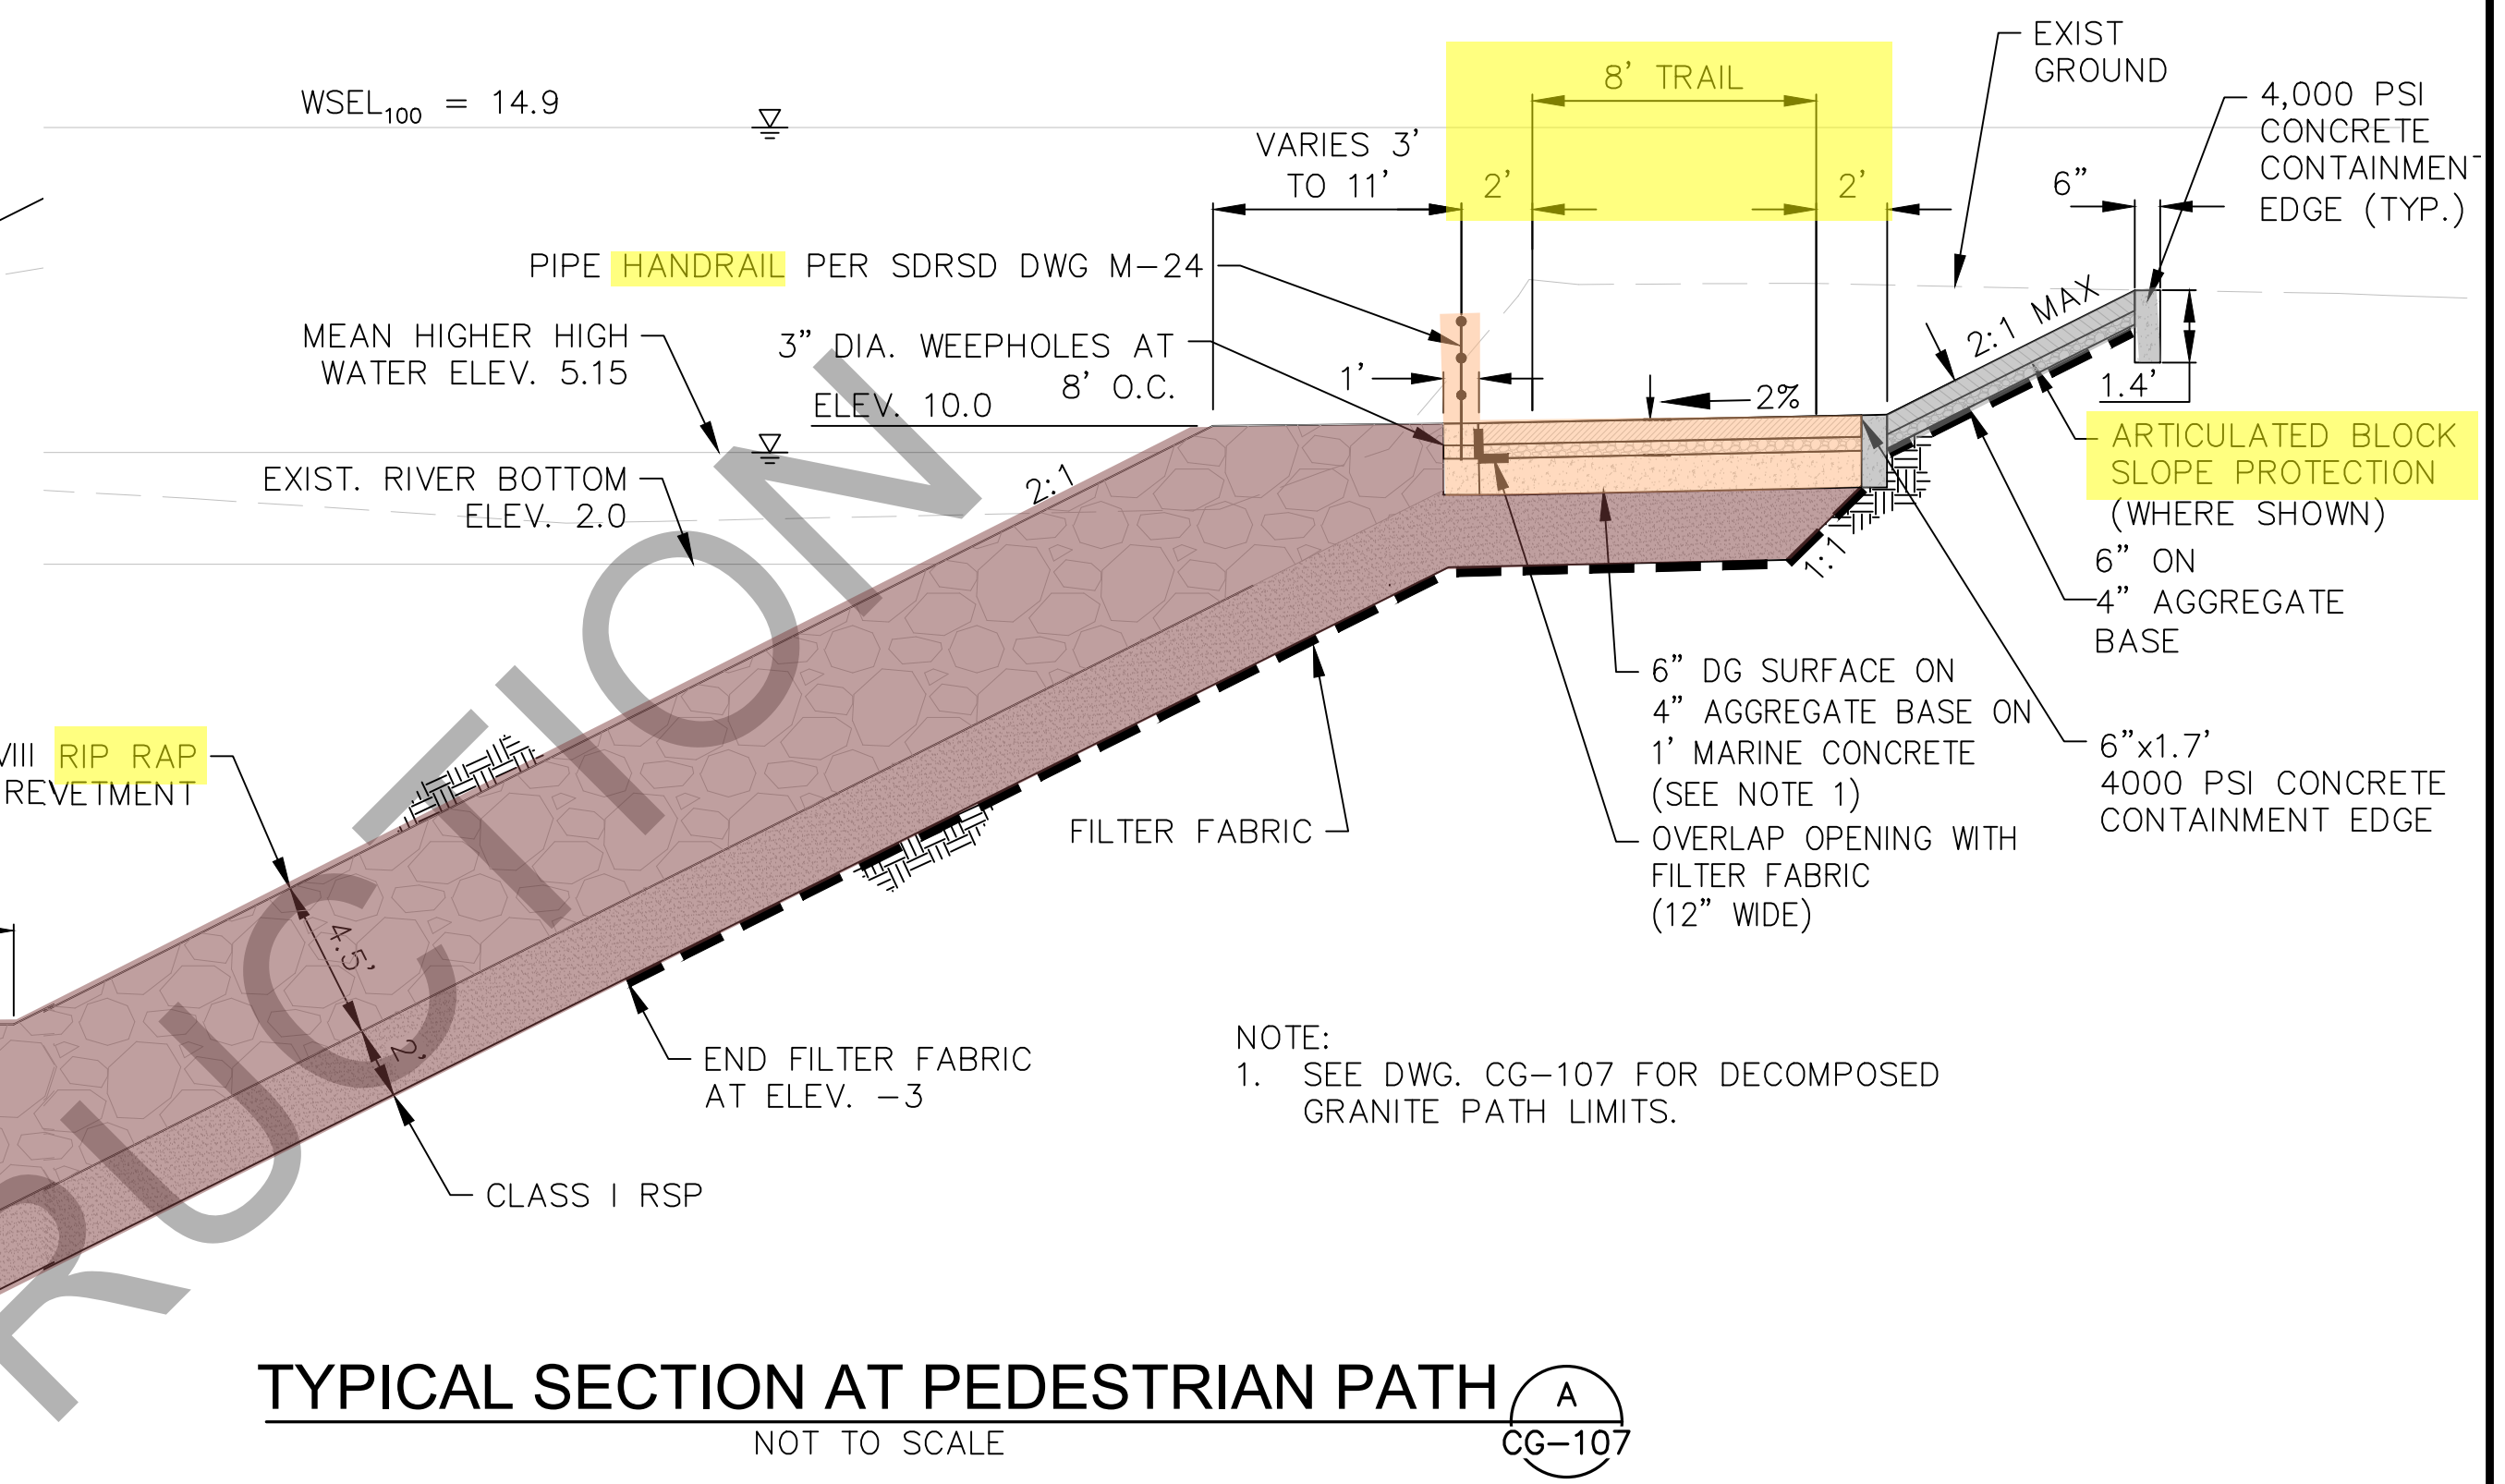 EXIST
GROUND
8' TRAIL
WSEL100 = 14.9
4,000 PSI
CONCRETE
CONTAINMENT
EDGE (TYP.)
VARIES 3'
TO 11'
2'
2'
6"
PIPE HANDRAIL PER SDRSD DWG M-24
2:1 MAX
MEAN HIGHER HIGH
WATER ELEV. 5.15
3" DIA. WEEPHOLES AT
8' O.C.
1'
2%
1.4'
ELEV. 10.0
ARTICULATED BLOCK
SLOPE PROTECTION
(WHERE SHOWN)
EXIST. RIVER BOTTOM
ELEV. 2.0
2:1
1:1
6" ON
4" AGGREGATE
BASE
6" DG SURFACE ON
4" AGGREGATE BASE ON
1' MARINE CONCRETE
(SEE NOTE 1)
6"x1.7'
4000 PSI CONCRETE
CONTAINMENT EDGE
VIII RIP RAP
REVETMENT
FILTER FABRIC
OVERLAP OPENING WITH
FILTER FABRIC
(12" WIDE)
4.5'
2'
END FILTER FABRIC
AT ELEV. -3
NOTE:
1. SEE DWG. CG-107 FOR DECOMPOSED
GRANITE PATH LIMITS.
CLASS I RSP
RUCTION
TYPICAL SECTION AT PEDESTRIAN PATH
A
CG-107
NOT TO SCALE